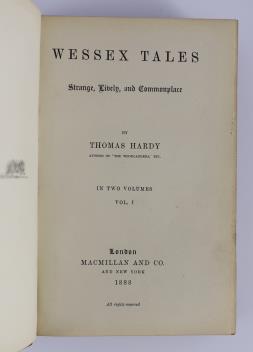 WESSEX TALES
Strange, Lively, and Commonplace
BY
THOMAS HARDY
AUTHOR OF "THE WOODLANDERS," ETC.
IN TWO VOLUMES
VOL. I
London
MACMILLAN AND CO.
AND NEW YORK
1888
All rights reserved